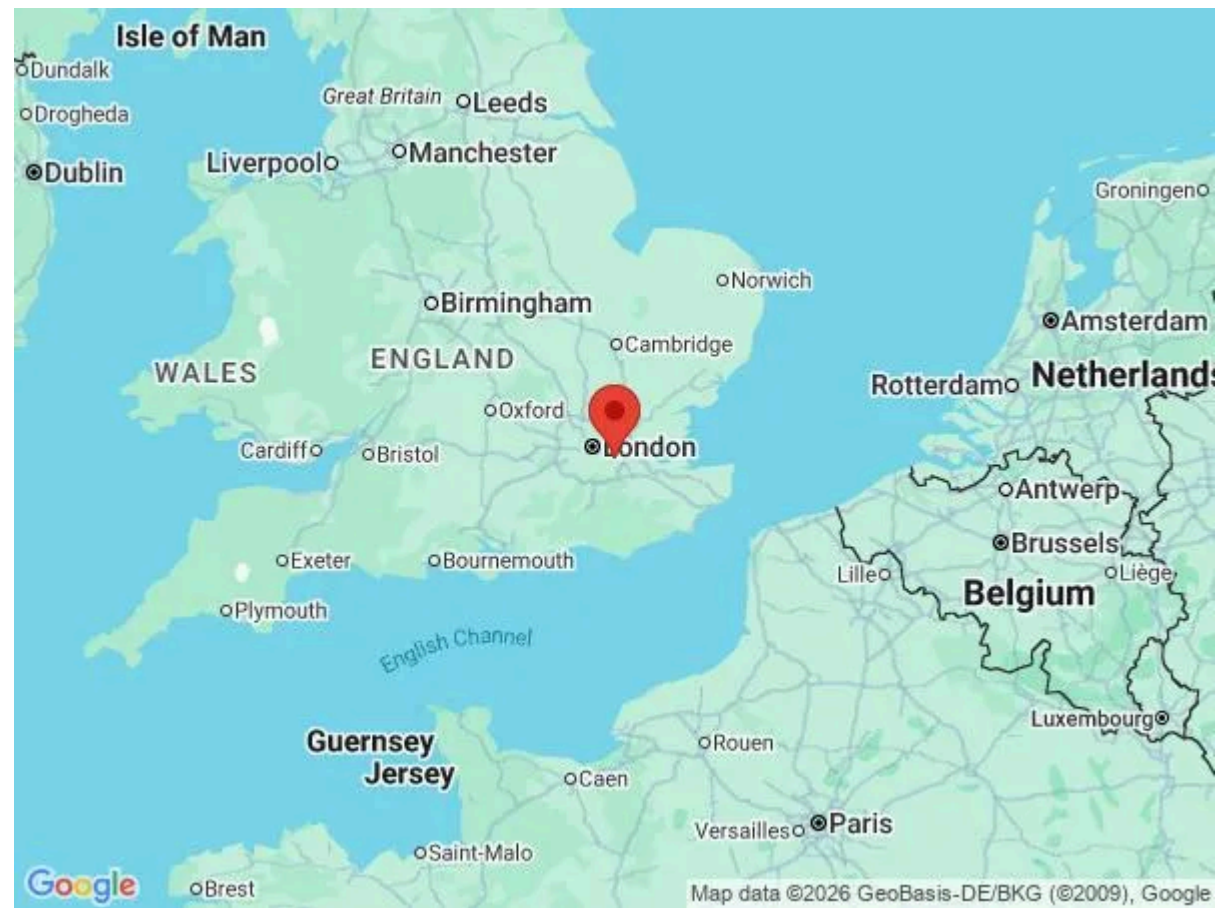 Isle of Man
Dundalk
Great Britain
Leeds
Drogheda
Manchester
Liverpool
Dublin
Groningen
Norwich
Birmingham
Amsterdam
Cambridge
ENGLAND
WALES
Netherlands
Rotterdam
Oxford
London
Cardiff
Bristol
Antwerp
Brussels
Exeter
Bournemouth
Lille
Liège
Belgium
Plymouth
English Channel
Luxembourg
Guernsey
Rouen
Jersey
Caen
Paris
Versailles
Saint-Malo
Google
Brest
Map data ©2026 GeoBasis-DE/BKG (©2009), Google